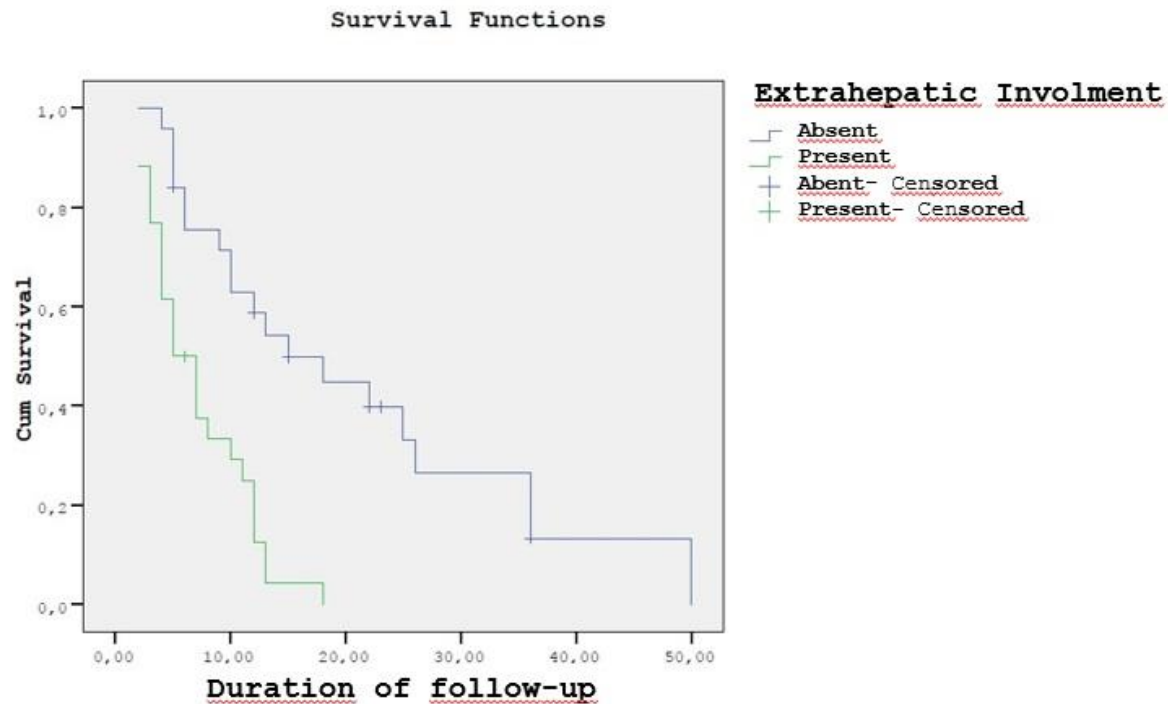 Survival Functions
Extrahepatic Involment
Absent
Present
Abent- Censored
Present- Censored
Cum Survival
1,0
0,8
0,6
0,4
0,2
0,0
0,00 10,00 20,00 30,00 40,00 50,00
Duration of follow-up